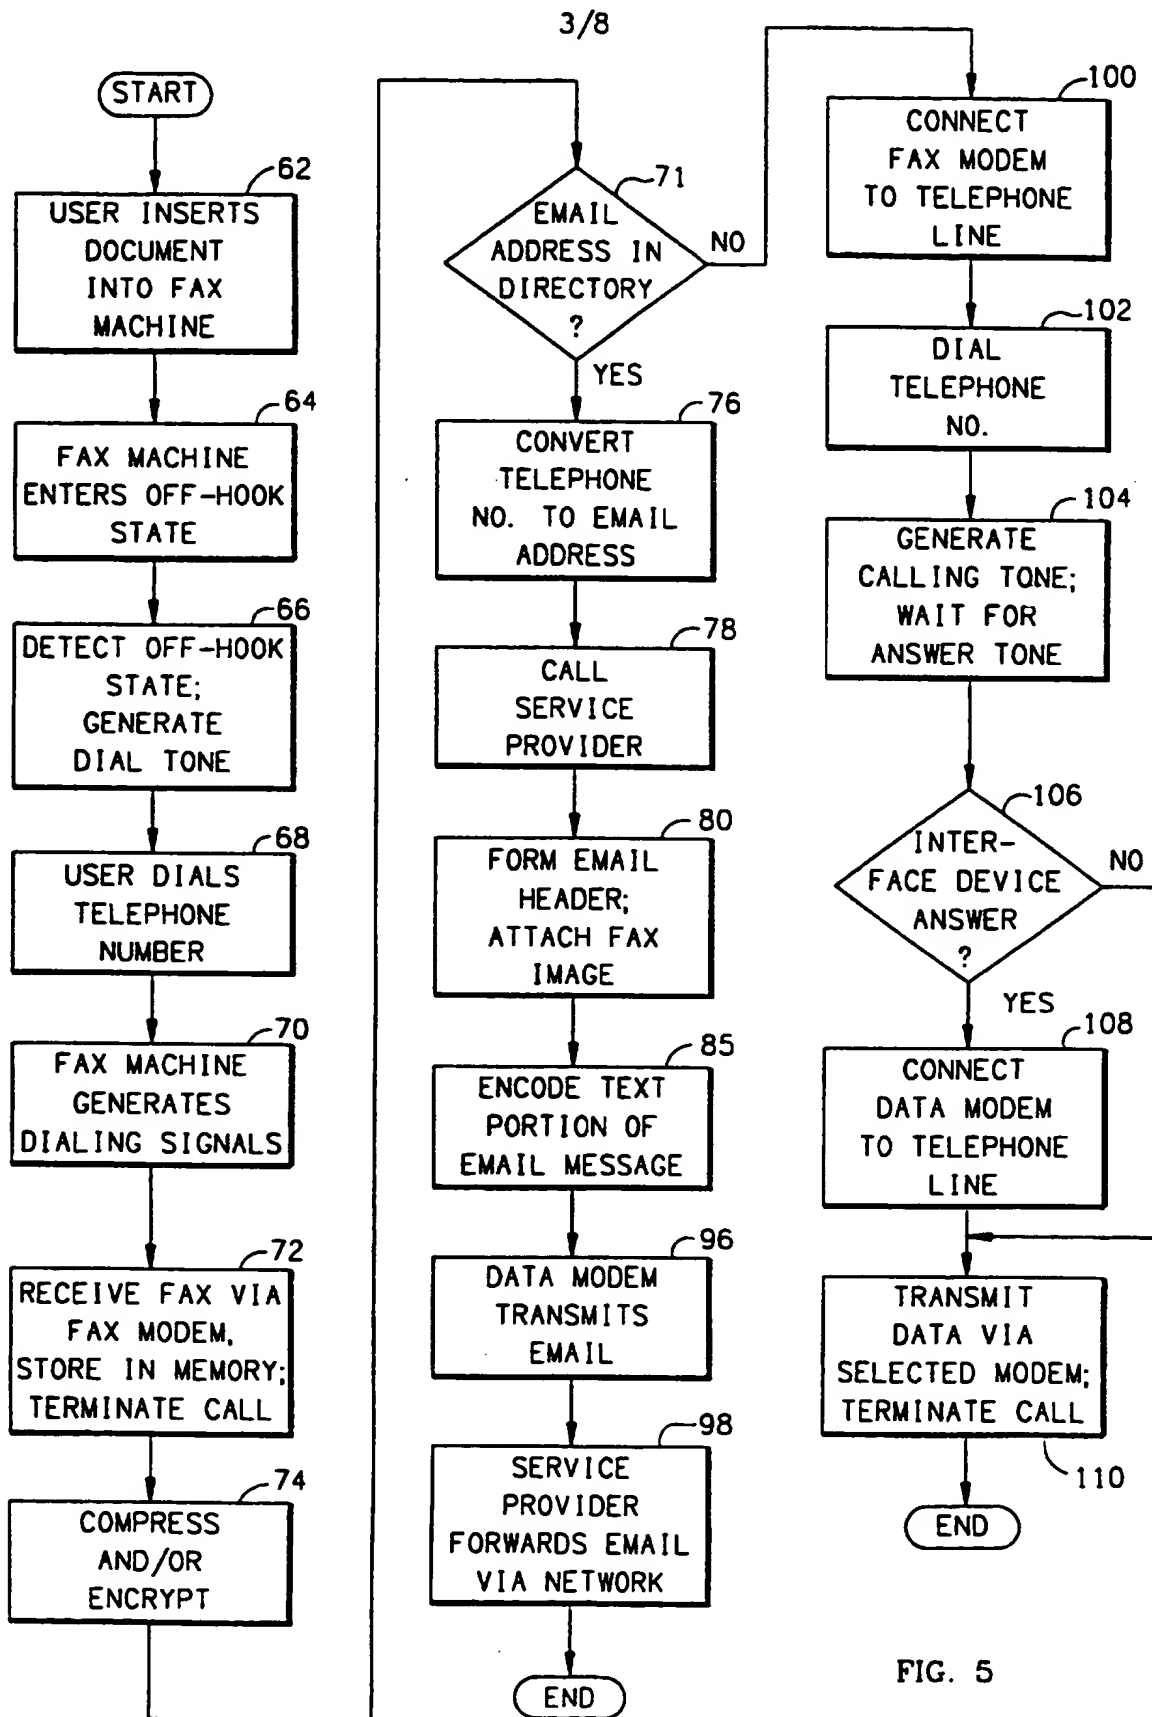 3/8
START
62
USER INSERTS
DOCUMENT
INTO FAX
MACHINE
64
FAX MACHINE
ENTERS OFF-HOOK
STATE
66
DETECT OFF-HOOK
STATE;
GENERATE
DIAL TONE
68
USER DIALS
TELEPHONE
NUMBER
70
FAX MACHINE
GENERATES
DIALING SIGNALS
72
RECEIVE FAX VIA
FAX MODEM,
STORE IN MEMORY;
TERMINATE CALL
74
COMPRESS
AND/OR
ENCRYPT
71
EMAIL
ADDRESS IN
DIRECTORY
?
NO
YES
76
CONVERT
TELEPHONE
NO. TO EMAIL
ADDRESS
78
CALL
SERVICE
PROVIDER
80
FORM EMAIL
HEADER;
ATTACH FAX
IMAGE
85
ENCODE TEXT
PORTION OF
EMAIL MESSAGE
96
DATA MODEM
TRANSMITS
EMAIL
98
SERVICE
PROVIDER
FORWARDS EMAIL
VIA NETWORK
END
100
CONNECT
FAX MODEM
TO TELEPHONE
LINE
102
DIAL
TELEPHONE
NO.
104
GENERATE
CALLING TONE;
WAIT FOR
ANSWER TONE
106
INTER-
FACE DEVICE
ANSWER
?
NO
YES
108
CONNECT
DATA MODEM
TO TELEPHONE
LINE
TRANSMIT
DATA VIA
SELECTED MODEM;
TERMINATE CALL
110
END
FIG. 5